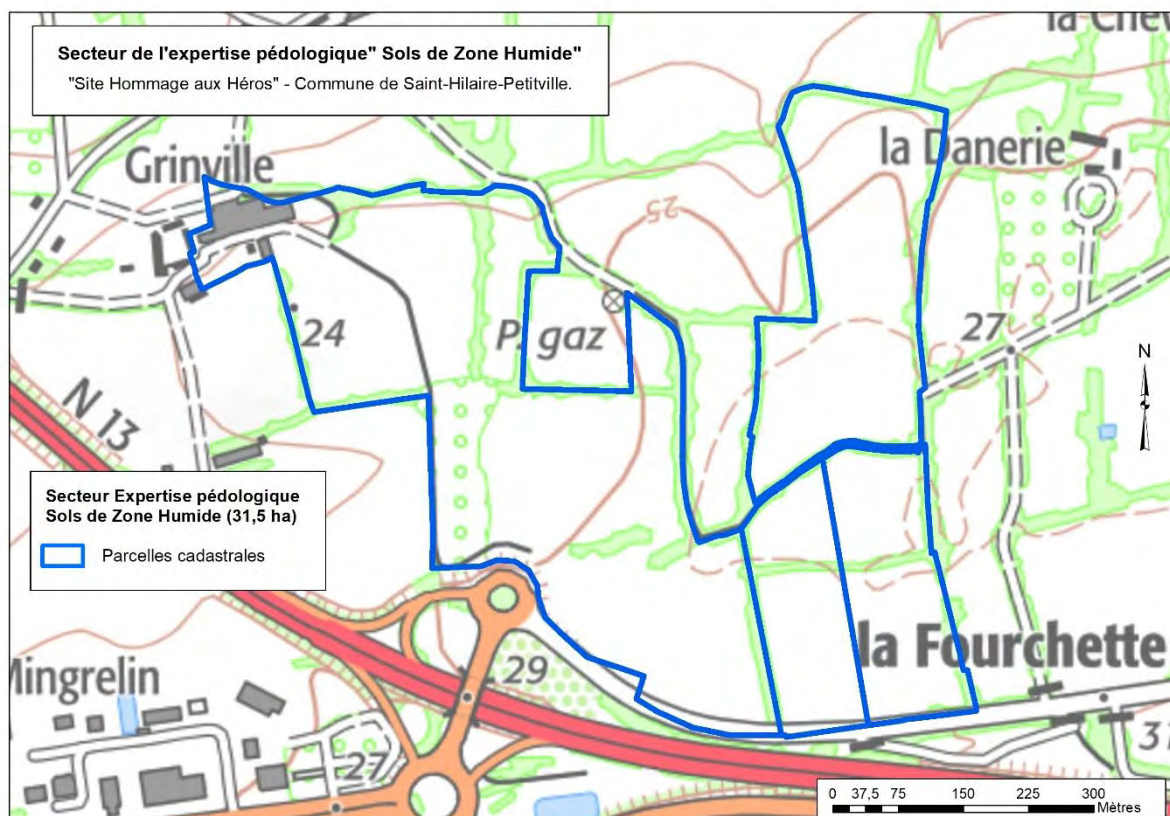 Secteur de l'expertise pédologique" Sols de Zone Humide"
"Site Hommage aux Héros" - Commune de Saint-Hilaire-Petitville.
Grinville
la Danerie
25
24
P. gaz
27
N
N 13
Secteur Expertise pédologique
Sols de Zone Humide (31,5 ha)
Parcelles cadastrales
la Fourchette
Mingrelin
29
27
31
0 37,5 75 150 225 300
Mètres